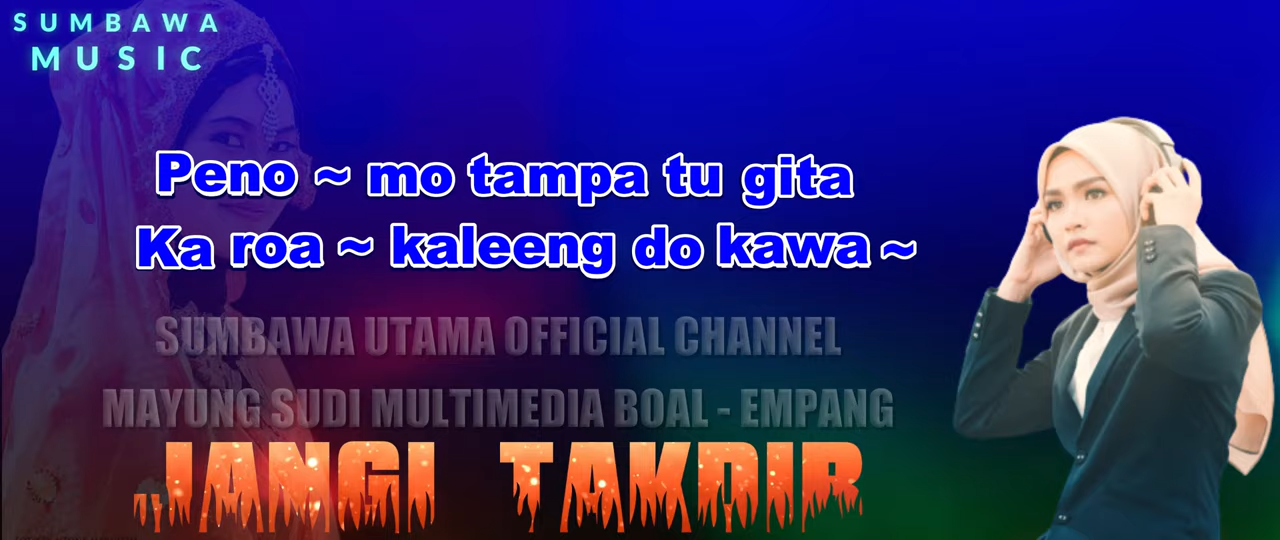 SUMBAWA
MUSIC
Peno ~ mo tampa tu gita
Ka roa ~ kaleeng do kawa ~
SUMBAWA UTAMA OFFICIAL CHANNEL
MAYUNG SUDI MULTIMEDIA BOAL - EMPANG
JANGI TAKDIR